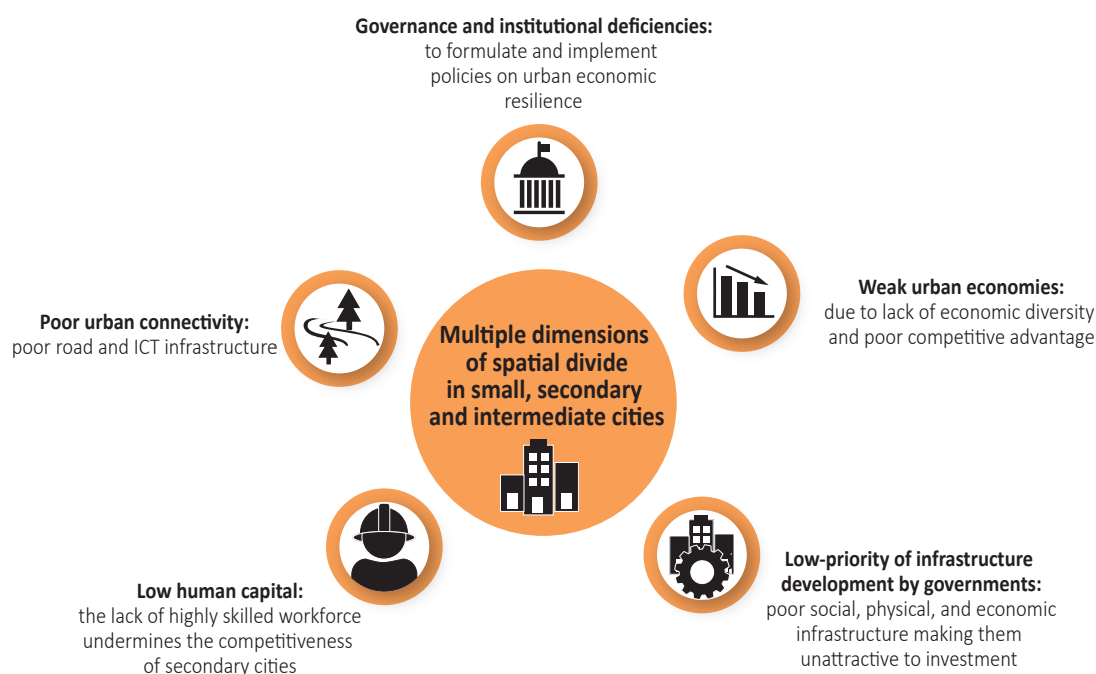 Governance and institutional deficiencies:
to formulate and implement
policies on urban economic
resilience
Weak urban economies:
due to lack of economic diversity
and poor competitive advantage
Poor urban connectivity:
poor road and ICT infrastructure
Multiple dimensions
of spatial divide
in small, secondary
and intermediate cities
Low-priority of infrastructure
development by governments:
poor social, physical, and economic
infrastructure making them
unattractive to investment
Low human capital:
the lack of highly skilled workforce
undermines the competitiveness
of secondary cities